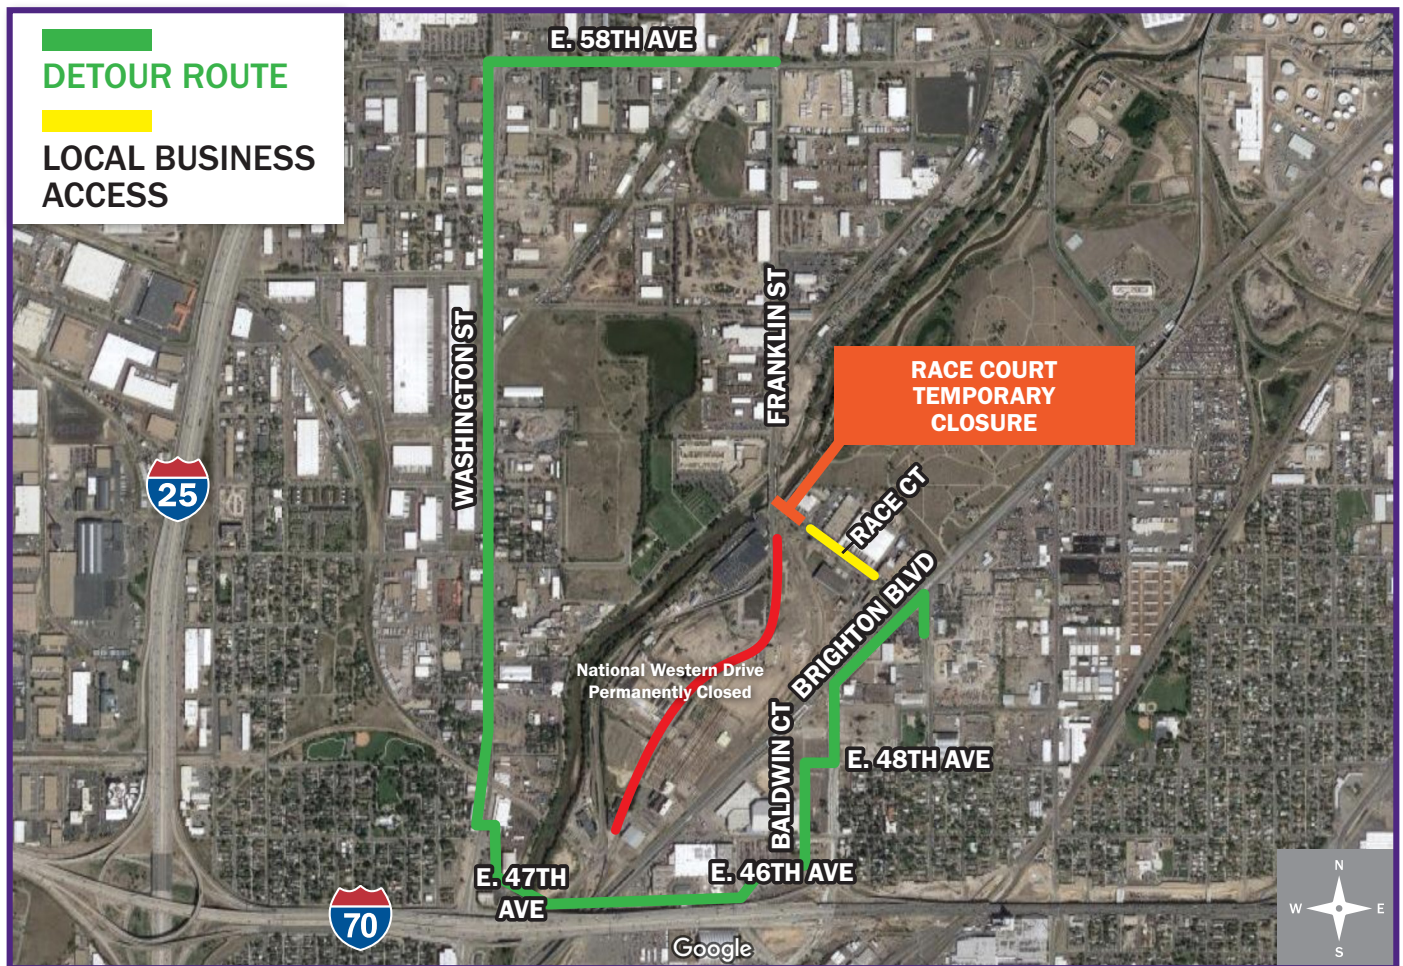 DETOUR ROUTE
LOCAL BUSINESS
ACCESS
E. 58TH AVE
WASHINGTON ST
FRANKLIN ST
RACE COURT
TEMPORARY
CLOSURE
25
RACE CT
BRIGHTON BLVD
National Western Drive
Permanently Closed
BALDWIN CT
E. 48TH AVE
E. 47TH
AVE
E. 46TH AVE
70
Google
N
W
E
S